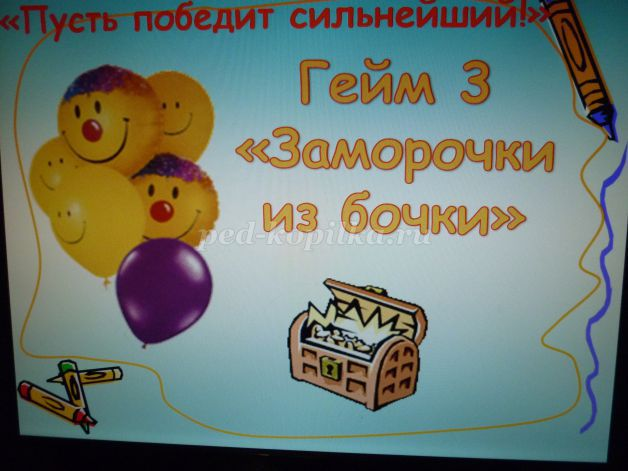 «Пусть победит сильнейший!»
Гейм 3
«Заморочки
из бочки»
ped-kopilka.ru